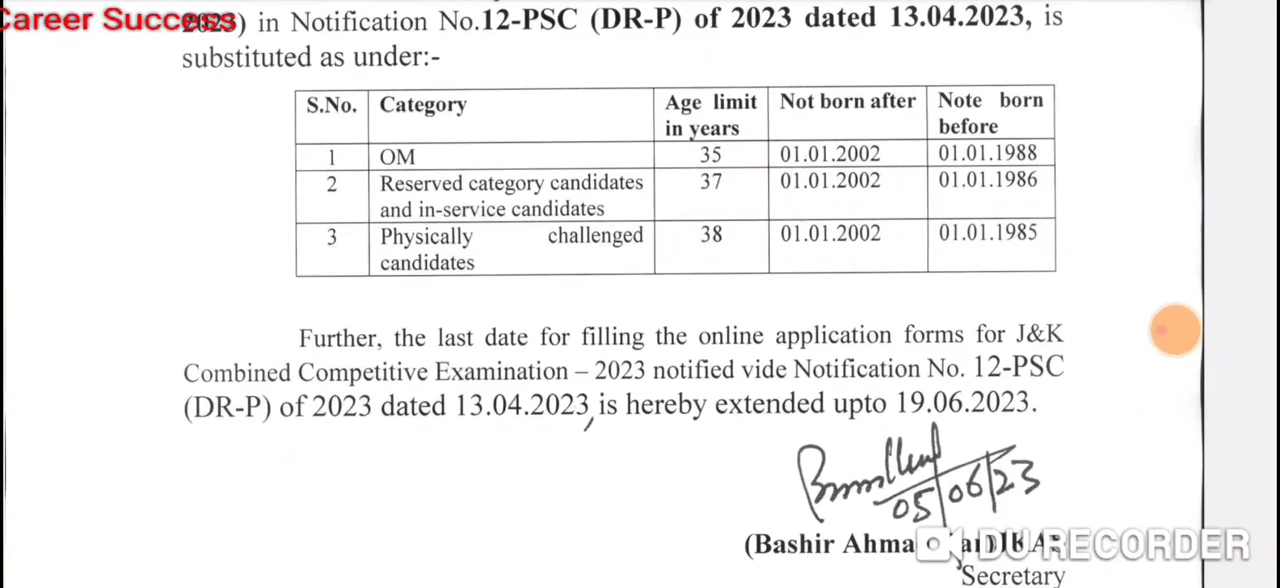 Career Success
2023) in Notification No.12-PSC (DR-P) of 2023 dated 13.04.2023, is
substituted as under:-
S.No. Category Age limit in years Not born after Note born before
1 OM 35 01.01.2002 01.01.1988
2 Reserved category candidates and in-service candidates 37 01.01.2002 01.01.1986
3 Physically challenged candidates 38 01.01.2002 01.01.1985
Further, the last date for filling the online application forms for J&K
Combined Competitive Examination – 2023 notified vide Notification No. 12-PSC
(DR-P) of 2023 dated 13.04.2023, is hereby extended upto 19.06.2023.
05/06/23
(Bashir Ahma
DU RECORDER
Secretary